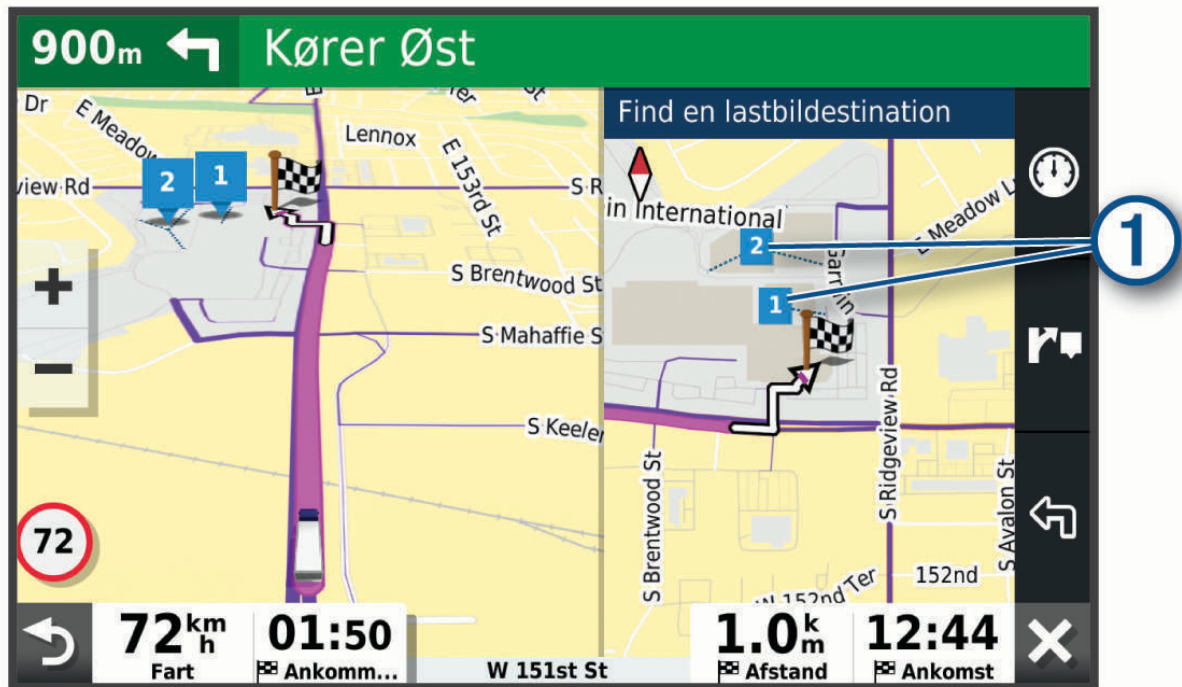 900m
Kører Øst
Find en lastbildestination
Dr
E Meadow
Lennox
E 153rd St
view Rd
S R
2
1
S Brentwood St
S Mahaffie S
S Keeler
in International
E Meadow L
2
1
Garmin
S Ridgeview Rd
S Brentwood St
S Avalon St
W 152nd Ter
152nd
1
72
72 km h
Fart
01:50
Ankomm...
W 151st St
1.0 k m
Afstand
12:44
Ankomst